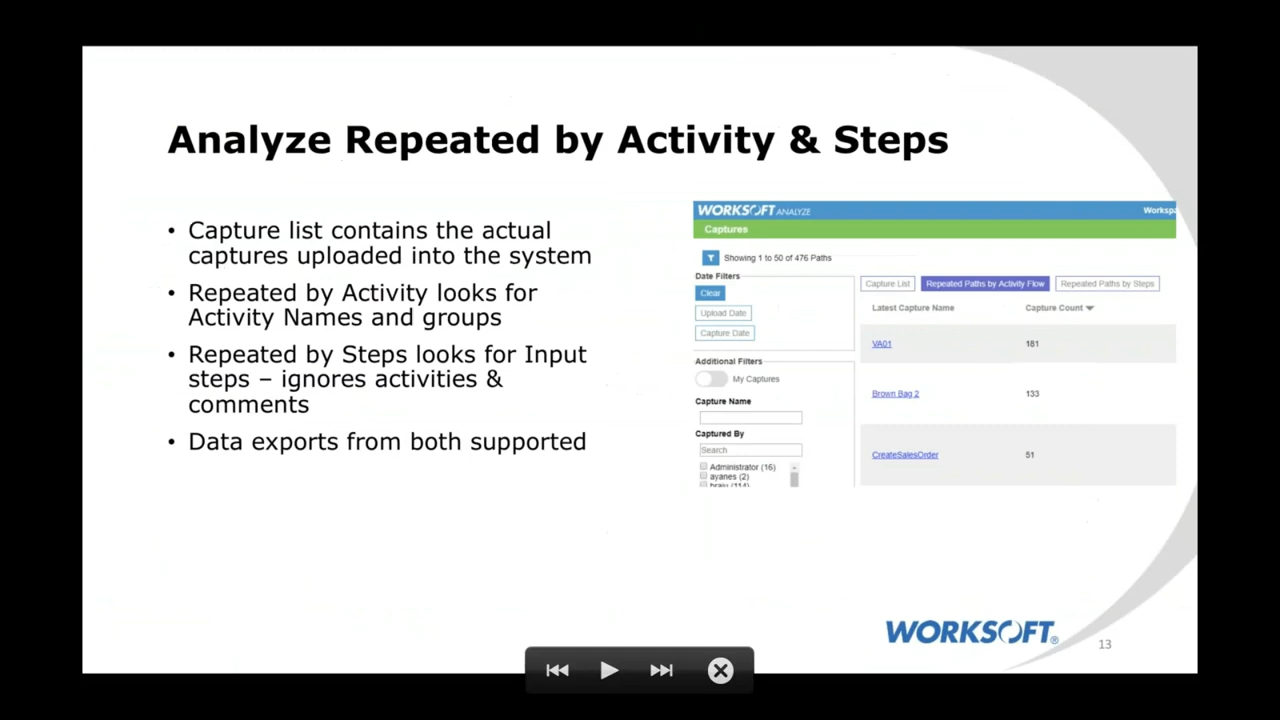 Analyze Repeated by Activity & Steps
• Capture list contains the actual
captures uploaded into the system
• Repeated by Activity looks for
Activity Names and groups
• Repeated by Steps looks for Input
steps – ignores activities &
comments
• Data exports from both supported
WORKSOFT ANALYZE
Captures
Showing 1 to 50 of 476 Paths
Date Filters
Clear
Upload Date
Capture Date
Additional Filters
My Captures
Capture Name
Captured By
Search
Administrator (16)
ayanes (2)
Capture List Repeated Paths by Activity Flow Repeated Paths by Steps
Latest Capture Name Capture Count
VA01 181
Brown Bag 2 133
CreateSalesOrder 51
WORKSOFT®
13